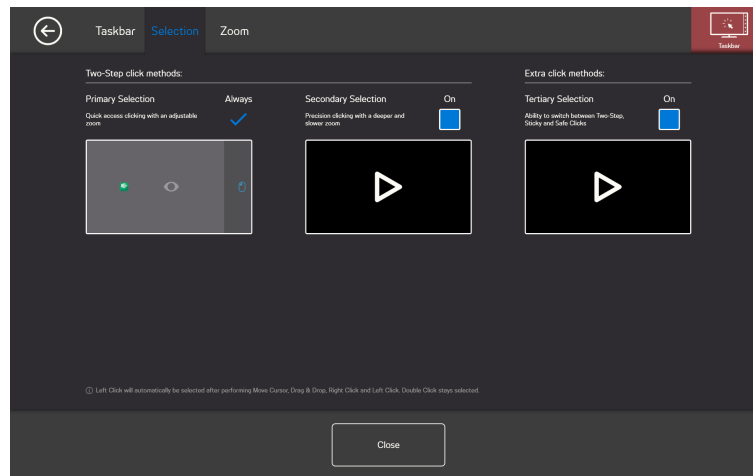 Taskbar Selection Zoom
Taskbar
Two-Step click methods:
Extra click methods:
Primary Selection Always
Quick access clicking with an adjustable
zoom
Secondary Selection On
Precision clicking with a deeper and
slower zoom
Tertiary Selection On
Ability to switch between Two-Step,
Sticky and Safe Clicks
Left Click will automatically be selected after performing Move Cursor, Drag & Drop, Right Click and Left Click. Double Click stays selected.
Close